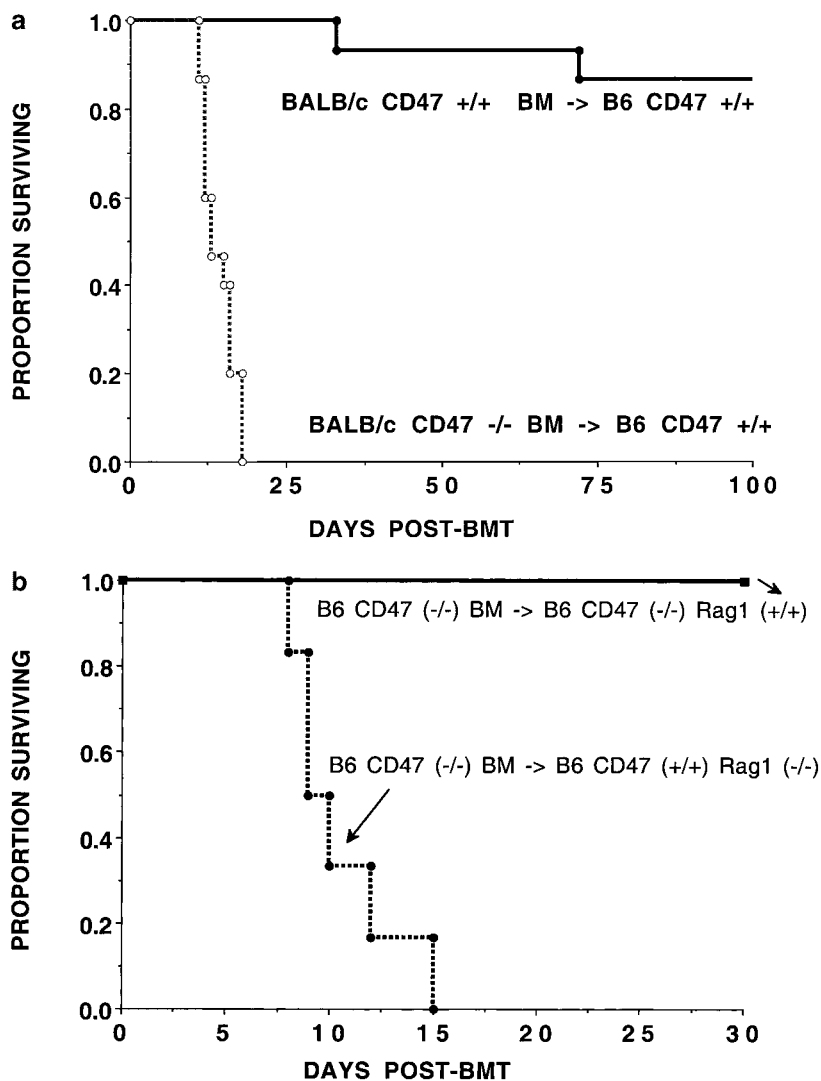 a
PROPORTION SURVIVING
1.0
0.8
0.6
0.4
0.2
0.0
BALB/c CD47 +/+ BM -> B6 CD47 +/+
BALB/c CD47 -/- BM -> B6 CD47 +/+
0 25 50 75 100
DAYS POST-BMT
b
PROPORTION SURVIVING
1.0
0.8
0.6
0.4
0.2
0.0
B6 CD47 (-/-) BM -> B6 CD47 (-/-) Rag1 (+/+)
B6 CD47 (-/-) BM -> B6 CD47 (+/+) Rag1 (-/-)
0 5 10 15 20 25 30
DAYS POST-BMT